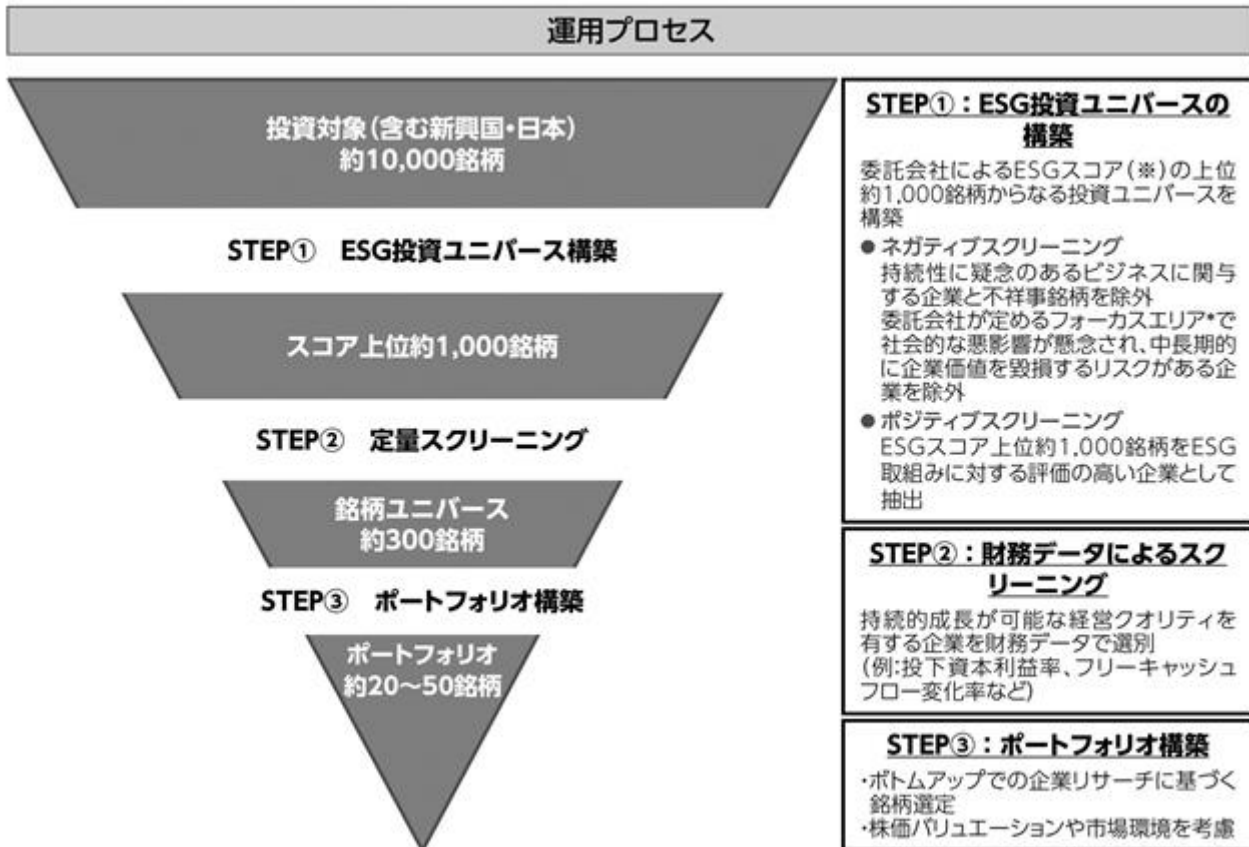 運用プロセス
投資対象（含む新興国・日本）
約10,000銘柄
STEP① ESG投資ユニバース構築
スコア上位約1,000銘柄
STEP② 定量スクリーニング
銘柄ユニバース
約300銘柄
STEP③ ポートフォリオ構築
ポートフォリオ
約20～50銘柄
STEP①：ESG投資ユニバースの
構築
委託会社によるESGスコア（※）の上位
約1,000銘柄からなる投資ユニバースを
構築
● ネガティブスクリーニング
持続性に疑念のあるビジネスに関与
する企業と不祥事銘柄を除外
委託会社が定めるフォーカスエリア*で
社会的な悪影響が懸念され、中長期的
に企業価値を毀損するリスクがある企
業を除外
● ポジティブスクリーニング
ESGスコア上位約1,000銘柄をESG
取組みに対する評価の高い企業として
抽出
STEP②：財務データによるスク
リーニング
持続的成長が可能な経営クオリティを
有する企業を財務データで選別
（例:投下資本利益率、フリーキャッシュ
フロー変化率など）
STEP③：ポートフォリオ構築
・ボトムアップでの企業リサーチに基づく
銘柄選定
・株価バリュエーションや市場環境を考慮